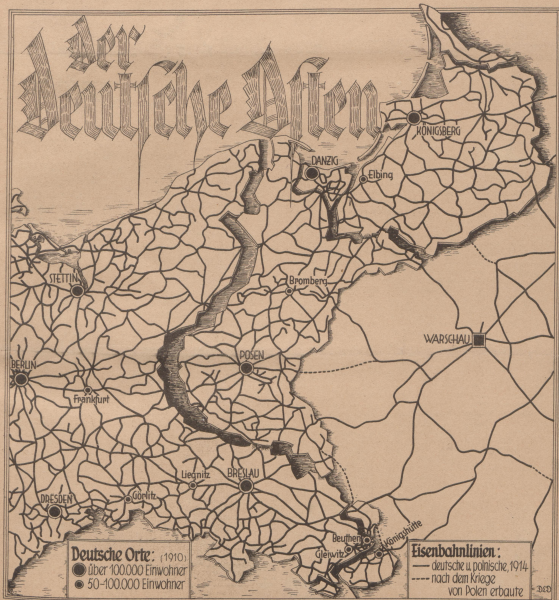 Der
deutsche Osten
KÖNIGSBERG
DANZIG
Elbing
STETTIN
Bromberg
WARSCHAU
BERLIN
POSEN
Frankfurt
Liegnitz
BRESLAU
DRESDEN
Görlitz
Beuthen
Königshütte
Gleiwitz
Deutsche Orte: (1910)
über 100.000 Einwohner
50-100.000 Einwohner
Eisenbahnlinien:
deutsche u. polnische, 1914
nach dem Kriege
von Polen erbaute